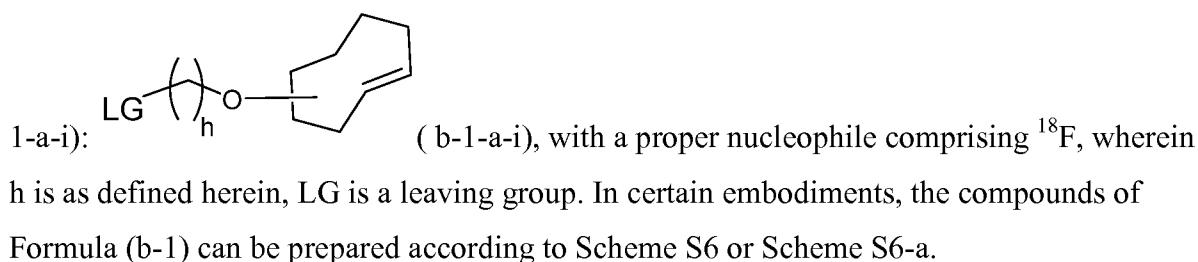 LG ( )h O
1-a-i): ( b-1-a-i), with a proper nucleophile comprising ¹⁸F, wherein
h is as defined herein, LG is a leaving group. In certain embodiments, the compounds of
Formula (b-1) can be prepared according to Scheme S6 or Scheme S6-a.